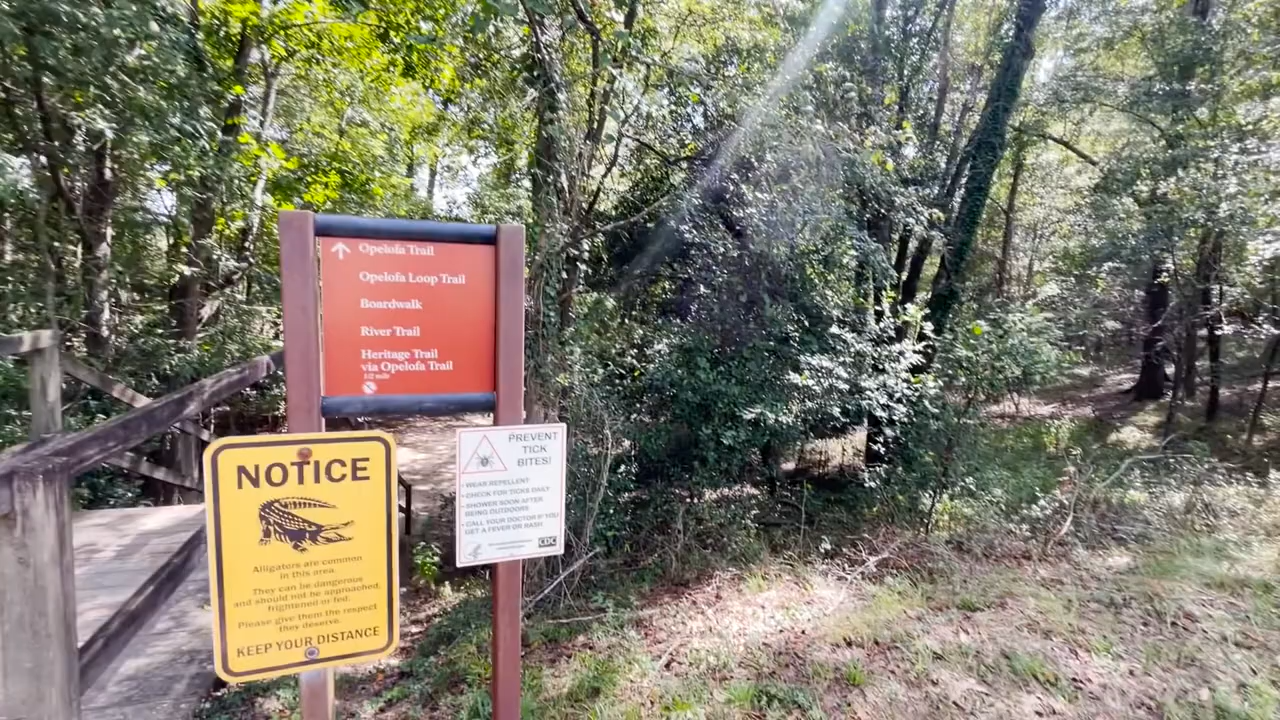 Opelofa Trail
Opelofa Loop Trail
Boardwalk
River Trail
Heritage Trail
via Opelofa Trail
1/2 mile
NOTICE
Alligators are common
in this area.
They can be dangerous
and should not be approached,
frightened or fed.
Please give them the respect
they deserve.
KEEP YOUR DISTANCE
PREVENT
TICK
BITES!
• WEAR REPELLENT
• CHECK FOR TICKS DAILY
• SHOWER SOON AFTER
BEING OUTDOORS
• CALL YOUR DOCTOR IF YOU
GET A FEVER OR RASH
CDC